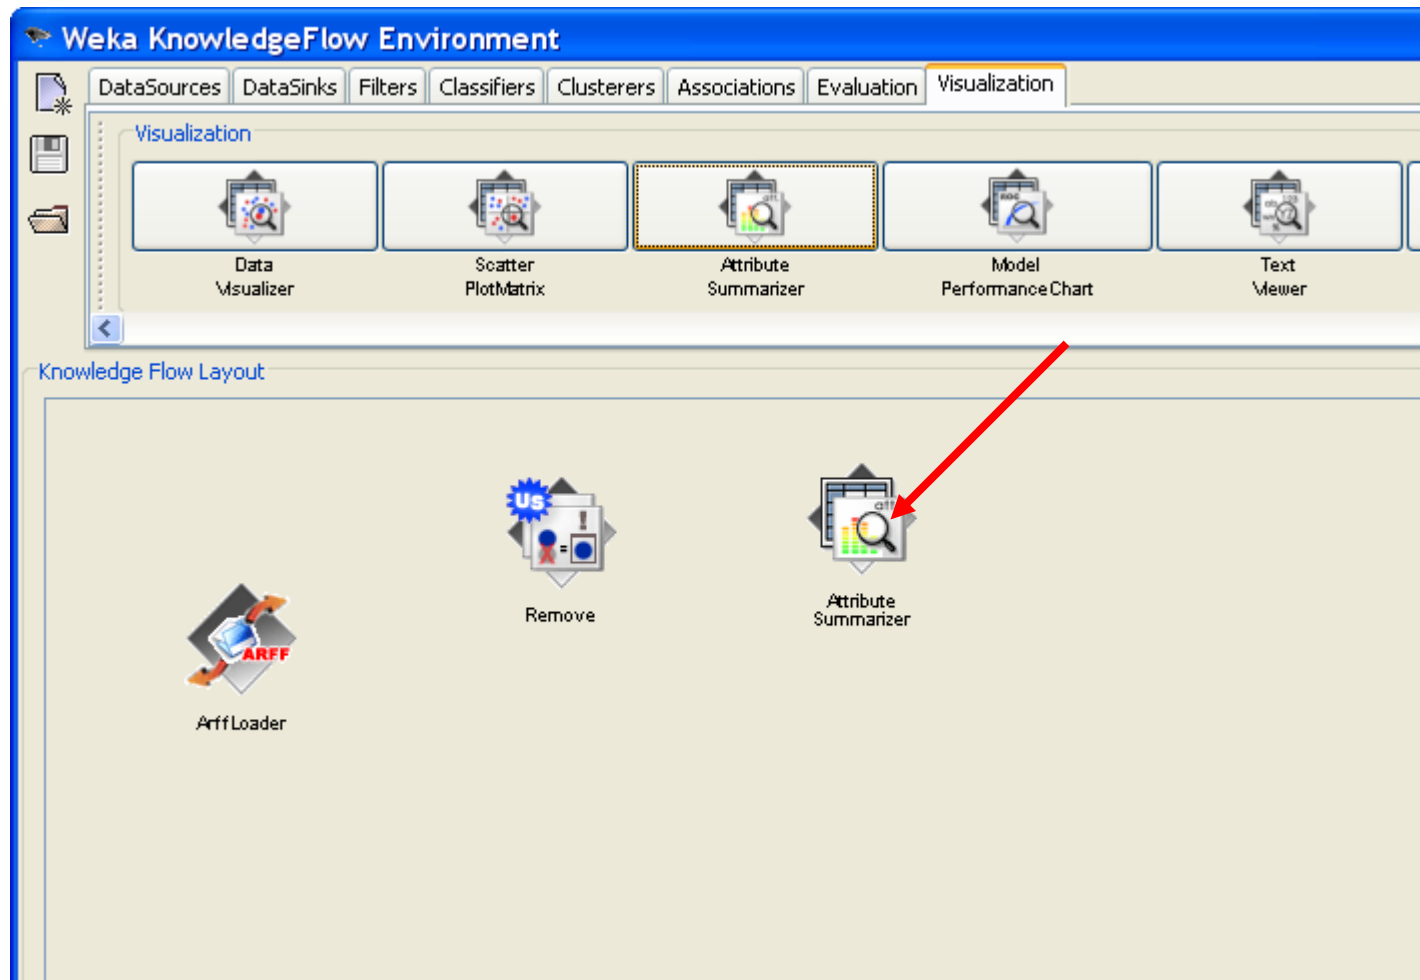 Weka KnowledgeFlow Environment
DataSources DataSinks Filters Classifiers Clusterers Associations Evaluation Visualization
Visualization
Data Visualizer
Scatter PlotMatrix
Attribute Summarizer
Model PerformanceChart
Text Viewer
Knowledge Flow Layout
Us
Remove
att
Attribute
Summarizer
ARFF
ArffLoader